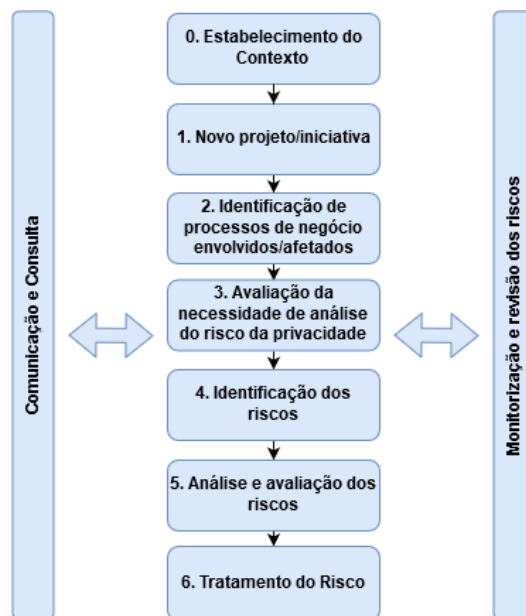 Comunicação e Consulta
0. Estabelecimento do
Contexto
1. Novo projeto/iniciativa
2. Identificação de
processos de negócio
envolvidos/afetados
3. Avaliação da
necessidade de análise
do risco da privacidade
4. Identificação dos
riscos
5. Análise e avaliação dos
riscos
6. Tratamento do Risco
Monitorização e revisão dos riscos